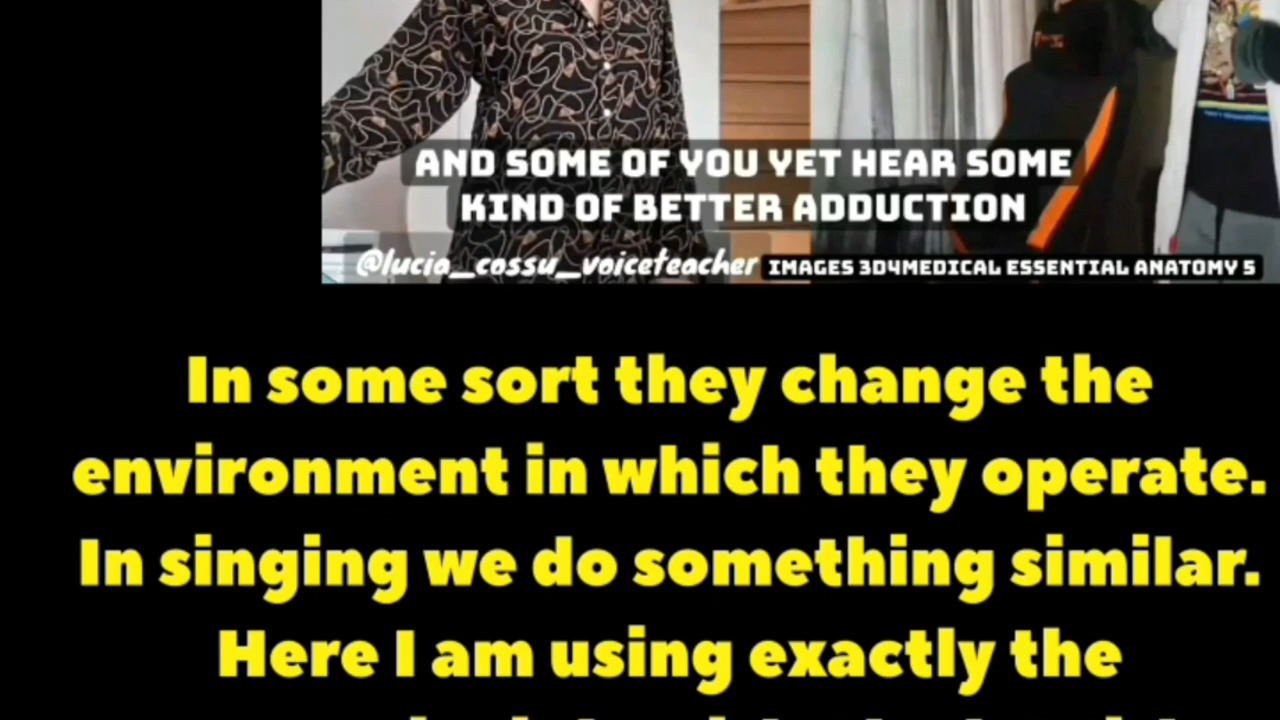 AND SOME OF YOU YET HEAR SOME
KIND OF BETTER ADDUCTION
@lucia_cossu_voiceteacher IMAGES 3D4MEDICAL ESSENTIAL ANATOMY 5
In some sort they change the
environment in which they operate.
In singing we do something similar.
Here I am using exactly the